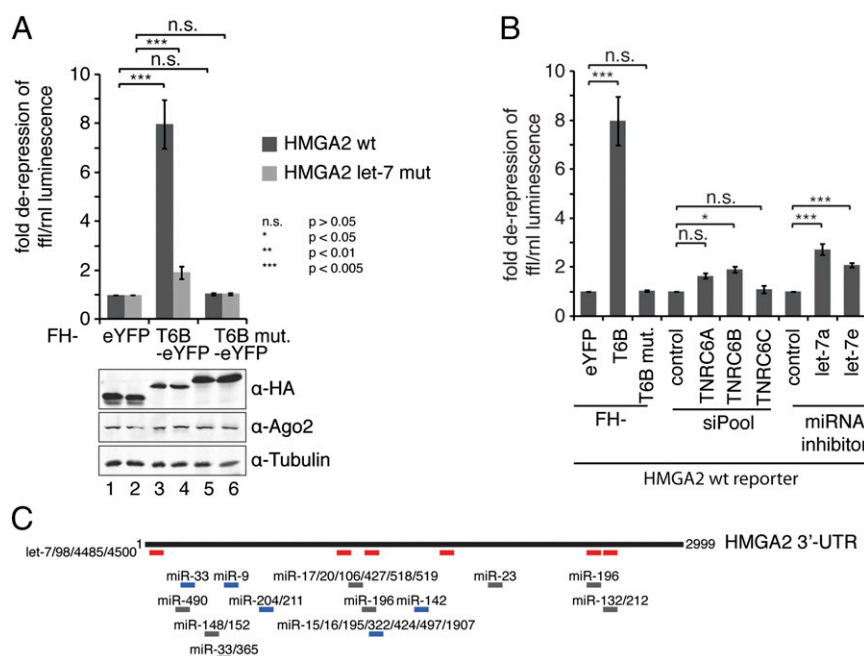 A
fold de-repression of
ffl/rnl luminescence
10
8
6
4
2
0
n.s.
***
n.s.
***
HMGA2 wt
HMGA2 let-7 mut
n.s. p > 0.05
* p < 0.05
** p < 0.01
*** p < 0.005
FH- eYFP T6B T6B mut.
-eYFP -eYFP
α-HA
α-Ago2
α-Tubulin
1 2 3 4 5 6
B
fold de-repression of
ffl/rnl luminescence
10
8
6
4
2
0
n.s.
***
n.s.
*
n.s.
***
***
eYFP
T6B
T6B mut.
control
TNRC6A
TNRC6B
TNRC6C
control
let-7a
let-7e
FH-
siPool
miRNA
inhibitor
HMGA2 wt reporter
C
1 2999 HMGA2 3'-UTR
let-7/98/4485/4500
miR-33 miR-9 miR-17/20/106/427/518/519 miR-23 miR-196
miR-490 miR-204/211 miR-196 miR-142 miR-132/212
miR-148/152 miR-15/16/195/322/424/497/1907
miR-33/365